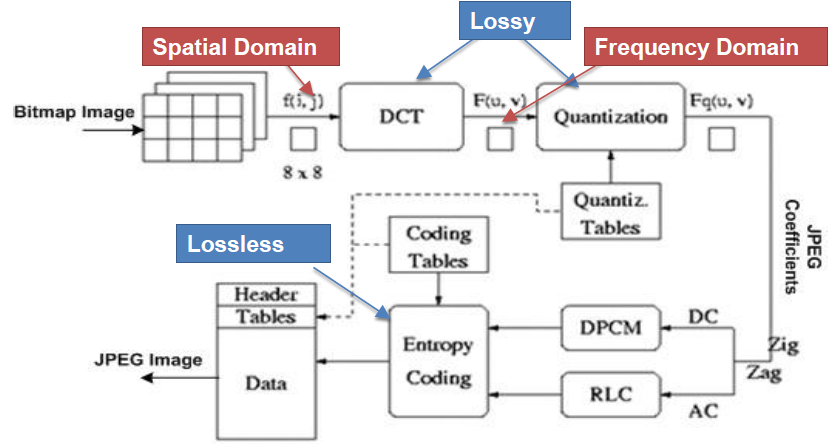 Spatial Domain
Lossy
Frequency Domain
Bitmap Image
f(i, j)
8 x 8
DCT
F(u, v)
Quantization
Fq(u, v)
Quantiz.
Tables
JPEG
Coefficients
Lossless
Coding
Tables
Header
Tables
Data
JPEG Image
Entropy
Coding
DPCM
DC
RLC
AC
Zig
Zag